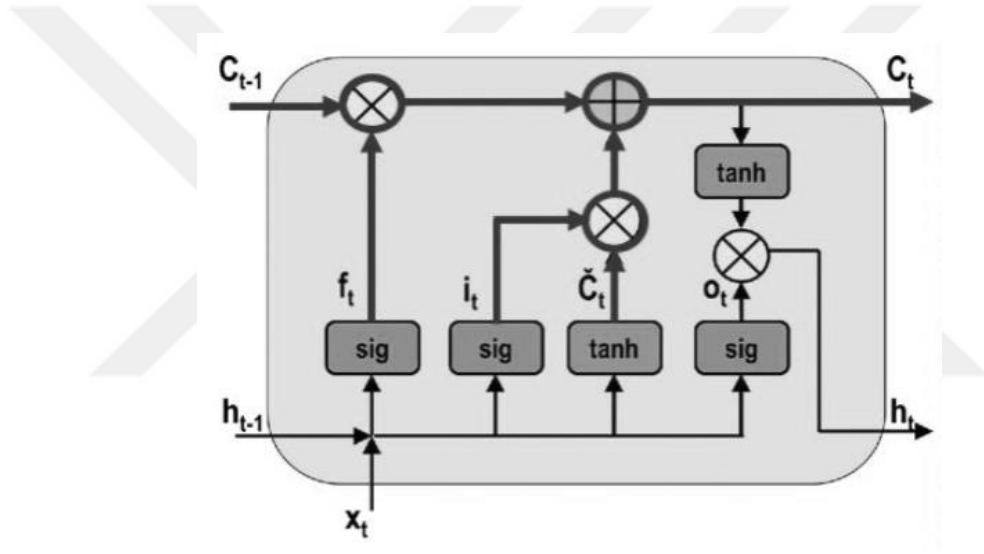 C_{t-1} C_t
tanh
f_t i_t Č_t o_t
sig sig tanh sig
h_{t-1} h_t
x_t